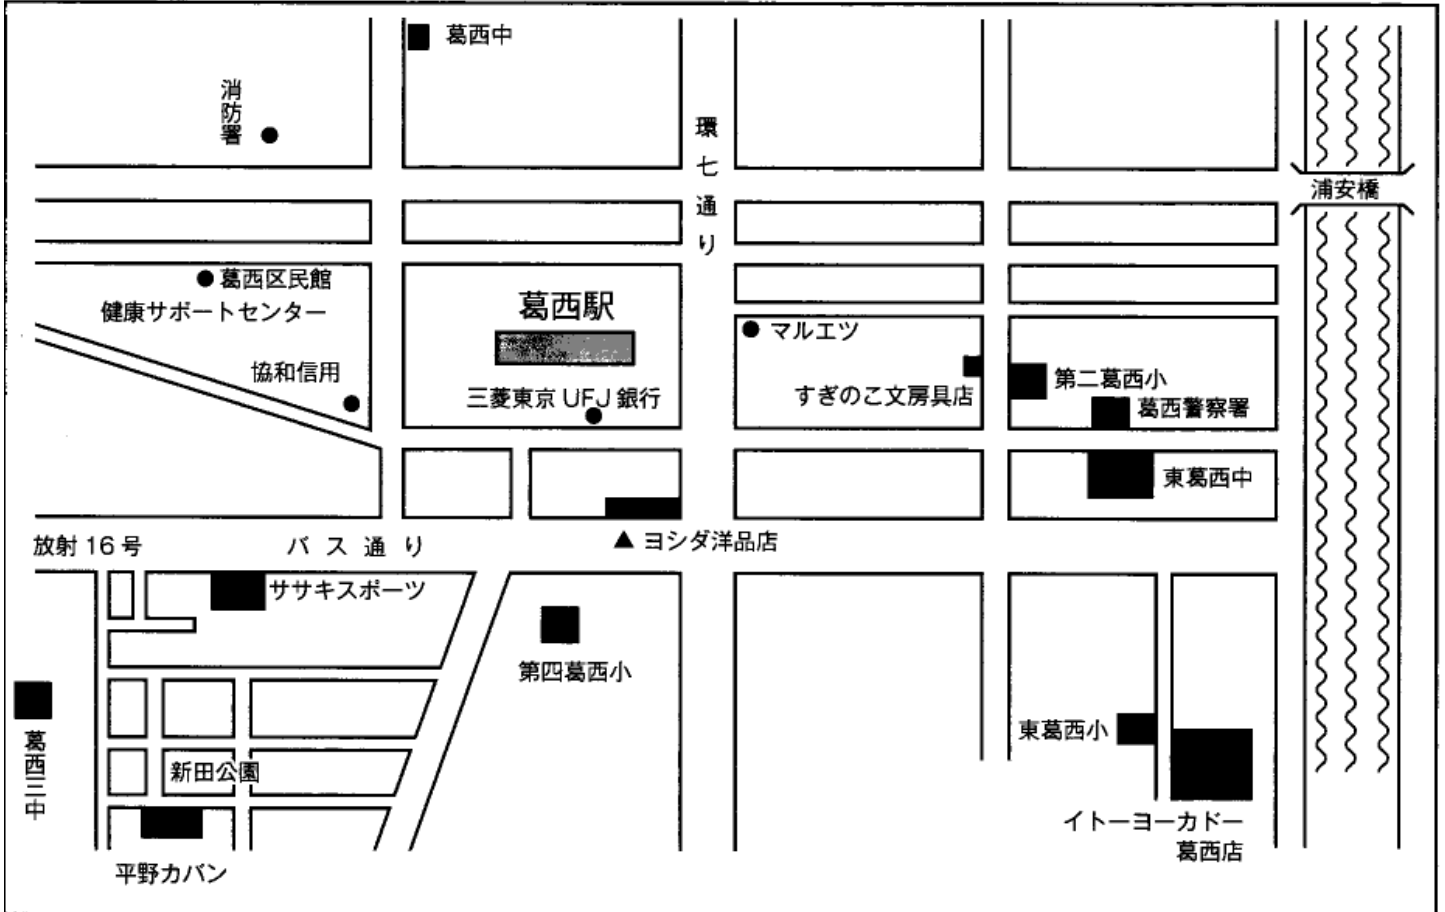 葛西中
消防署
環七通り
浦安橋
葛西区民館
健康サポートセンター
葛西駅
マルエツ
協和信用
三菱東京UFJ銀行
すぎのこ文房具店
第二葛西小
葛西警察署
東葛西中
放射16号
バス通り
▲ヨシダ洋品店
ササキスポーツ
第四葛西小
葛西三中
新田公園
東葛西小
平野カバン
イトーヨーカドー
葛西店